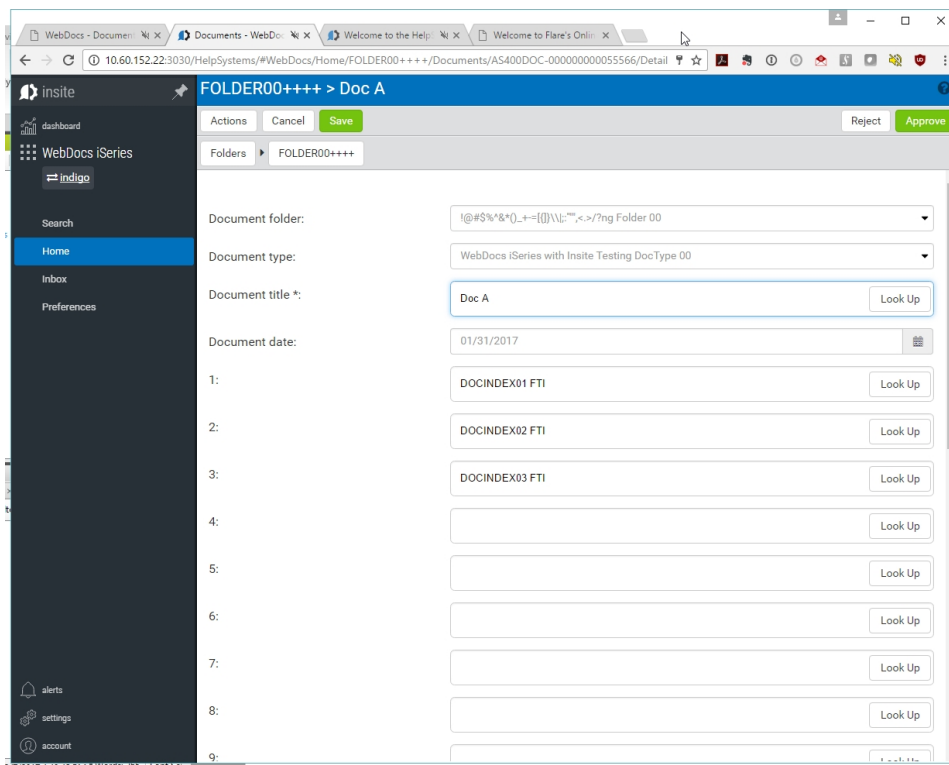 WebDocs - Documen
Documents - WebDoc
Welcome to the Help
Welcome to Flare's Onlin
10.60.152.22:3030/HelpSystems/#WebDocs/Home/FOLDER00++++/Documents/AS400DOC-000000000055566/Detail
insite
FOLDER00++++ > Doc A
dashboard
Actions Cancel Save Reject Approve
WebDocs iSeries
Folders FOLDER00++++
indigo
Search
Home
Inbox
Preferences
Document folder: !@#$%^&*()_+-=[{]}\\|;:'"",<.>/?ng Folder 00
Document type: WebDocs iSeries with Insite Testing DocType 00
Document title *: Doc A Look Up
Document date: 01/31/2017
1: DOCINDEX01 FTI Look Up
2: DOCINDEX02 FTI Look Up
3: DOCINDEX03 FTI Look Up
4: Look Up
5: Look Up
6: Look Up
7: Look Up
8: Look Up
9:
alerts
settings
account